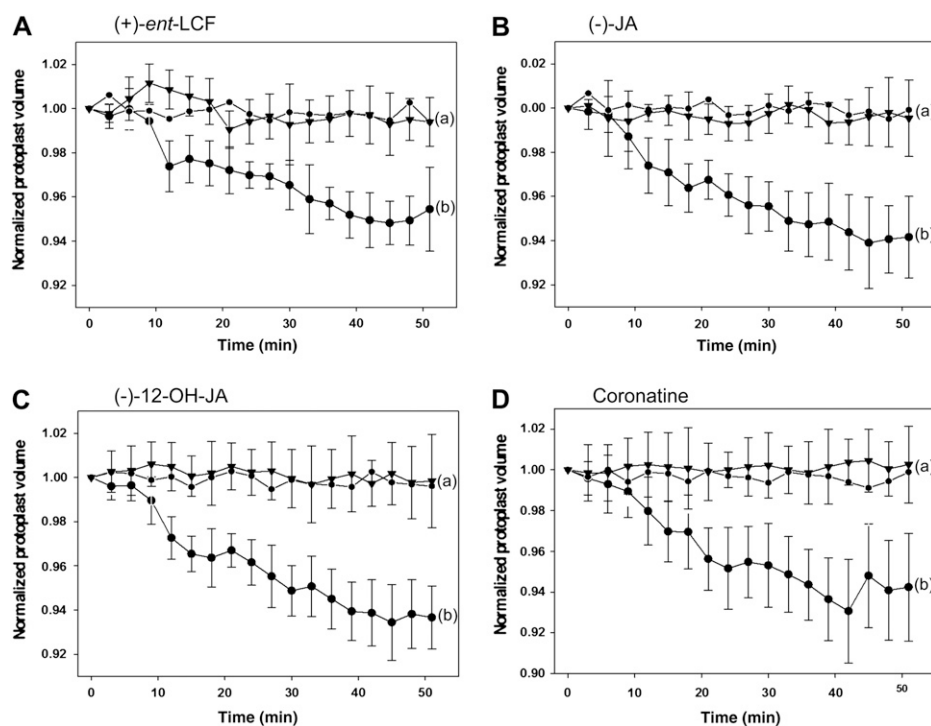 A (+)-ent-LCF
1.02
1.00
0.98
0.96
0.94
0.92
Normalized protoplast volume
(a)
(b)
0 10 20 30 40 50
Time (min)
B (-)-JA
1.02
1.00
0.98
0.96
0.94
0.92
Normalized protoplast volume
(a)
(b)
0 10 20 30 40 50
Time (min)
C (-)-12-OH-JA
1.02
1.00
0.98
0.96
0.94
0.92
Normalized protoplast volume
(a)
(b)
0 10 20 30 40 50
Time (min)
D Coronatine
1.02
1.00
0.98
0.96
0.94
0.92
0.90
Normalized protoplast volume
(a)
(b)
0 10 20 30 40 50
Time (min)